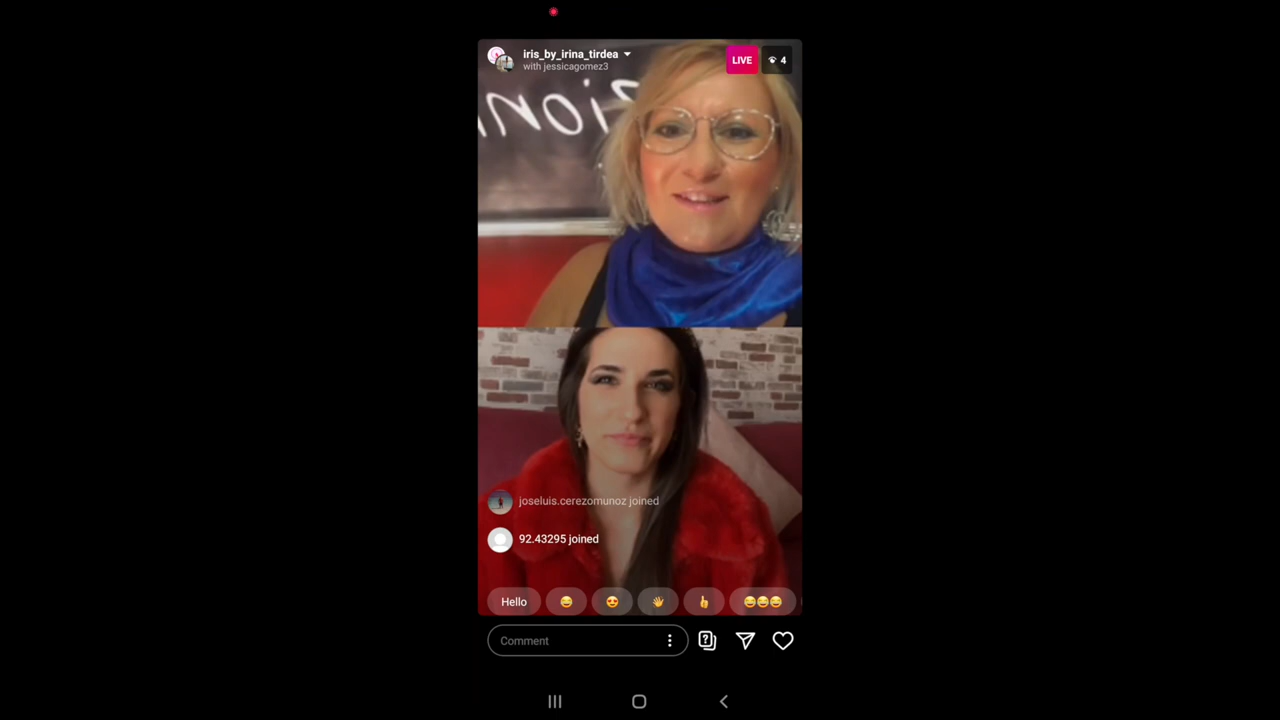 iris_by_irina_tirdea
with jessicagomez3
LIVE
4
joseluis.cerezomunoz joined
92.43295 joined
Hello
Comment